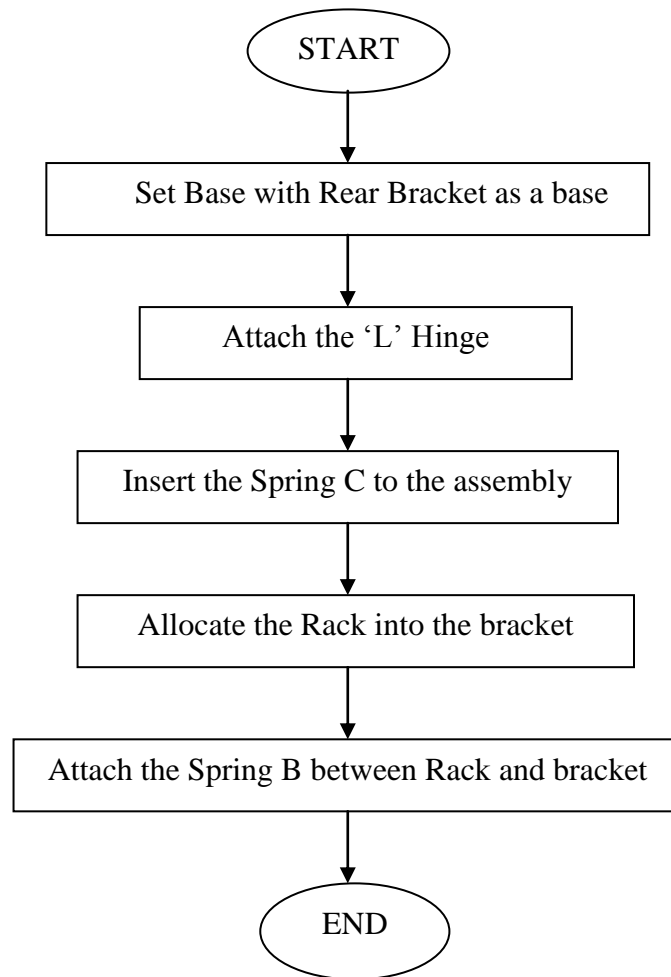 START
Set Base with Rear Bracket as a base
Attach the ‘L’ Hinge
Insert the Spring C to the assembly
Allocate the Rack into the bracket
Attach the Spring B between Rack and bracket
END